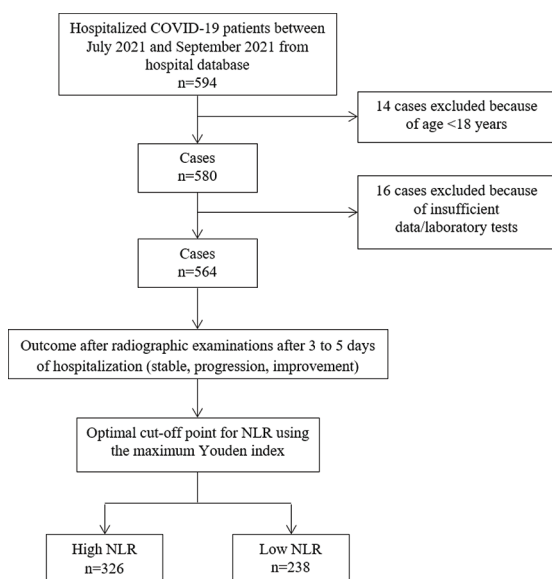 Hospitalized COVID-19 patients between
July 2021 and September 2021 from
hospital database
n=594
14 cases excluded because
of age <18 years
Cases
n=580
16 cases excluded because
of insufficient
data/laboratory tests
Cases
n=564
Outcome after radiographic examinations after 3 to 5 days
of hospitalization (stable, progression, improvement)
Optimal cut-off point for NLR using
the maximum Youden index
High NLR
n=326
Low NLR
n=238